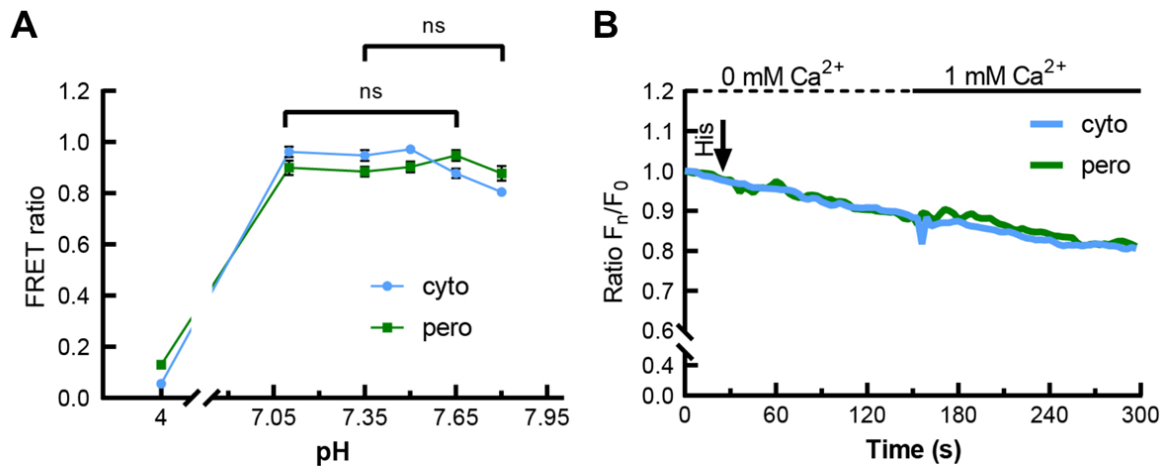 A
ns
ns
1.2
1.0
0.8
0.6
0.4
0.2
0.0
FRET ratio
cyto
pero
4
7.05
7.35
7.65
7.95
pH
B
0 mM Ca²⁺
1 mM Ca²⁺
1.2
1.1
1.0
0.9
0.8
0.7
0.6
0.4
0.0
Ratio Fₙ/F₀
His
cyto
pero
0
60
120
180
240
300
Time (s)